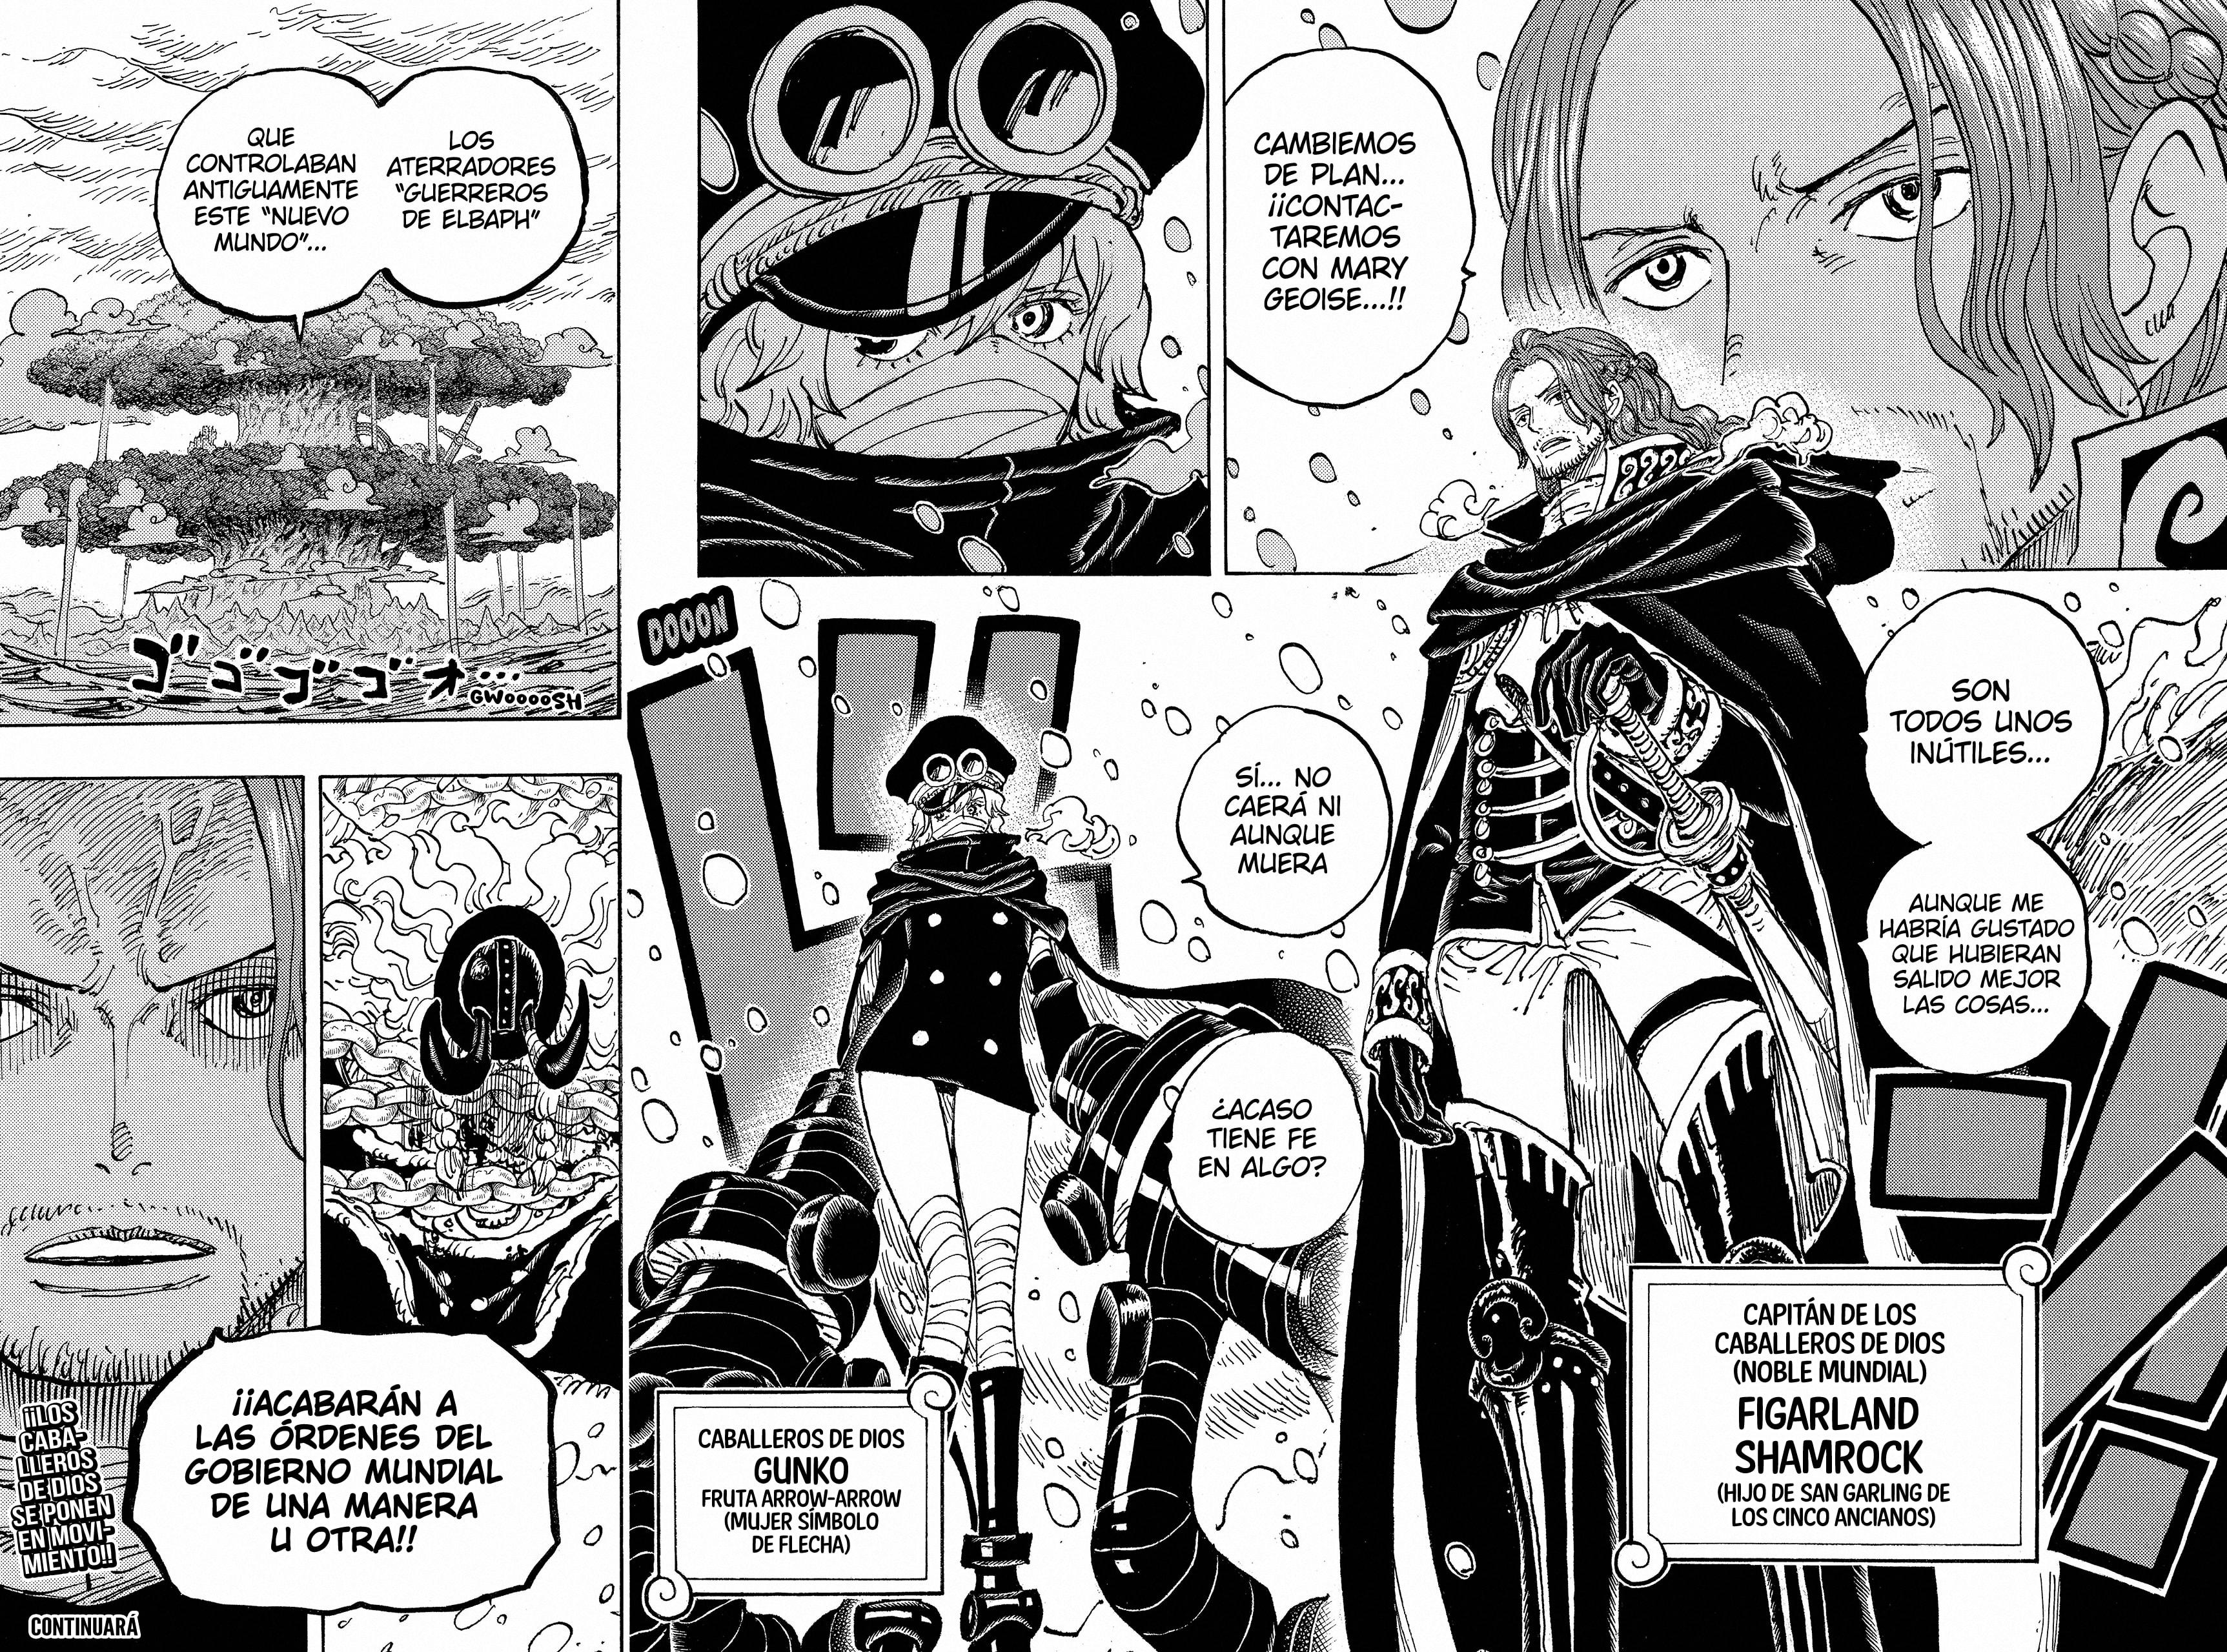 CAMBIEMOS
DE PLAN...
¡¡CONTAC-
TAREMOS
CON MARY
GEOISE...!!
SON
TODOS UNOS
INÚTILES...
AUNQUE ME
HABRÍA GUSTADO
QUE HUBIERAN
SALIDO MEJOR
LAS COSAS...
SÍ... NO
CAERÁ NI
AUNQUE
MUERA
¿ACASO
TIENE FE
EN ALGO?
CAPITÁN DE LOS
CABALLEROS DE DIOS
(NOBLE MUNDIAL)
FIGARLAND
SHAMROCK
(HIJO DE SAN GARLING DE
LOS CINCO ANCIANOS)
DOOON
CABALLEROS DE DIOS
GUNKO
FRUTA ARROW-ARROW
(MUJER SÍMBOLO
DE FLECHA)
LOS
ATERRADORES
"GUERREROS
DE ELBAPH"
QUE
CONTROLABAN
ANTIGUAMENTE
ESTE "NUEVO
MUNDO"...
ゴゴゴゴォ...
GWOOOOSH
¡¡ACABARÁN A
LAS ÓRDENES DEL
GOBIERNO MUNDIAL
DE UNA MANERA
U OTRA!!
¡¡LOS
CABA-
LLEROS
DE DIOS
SE PONEN
EN MOVI-
MIENTO!!
CONTINUARÁ